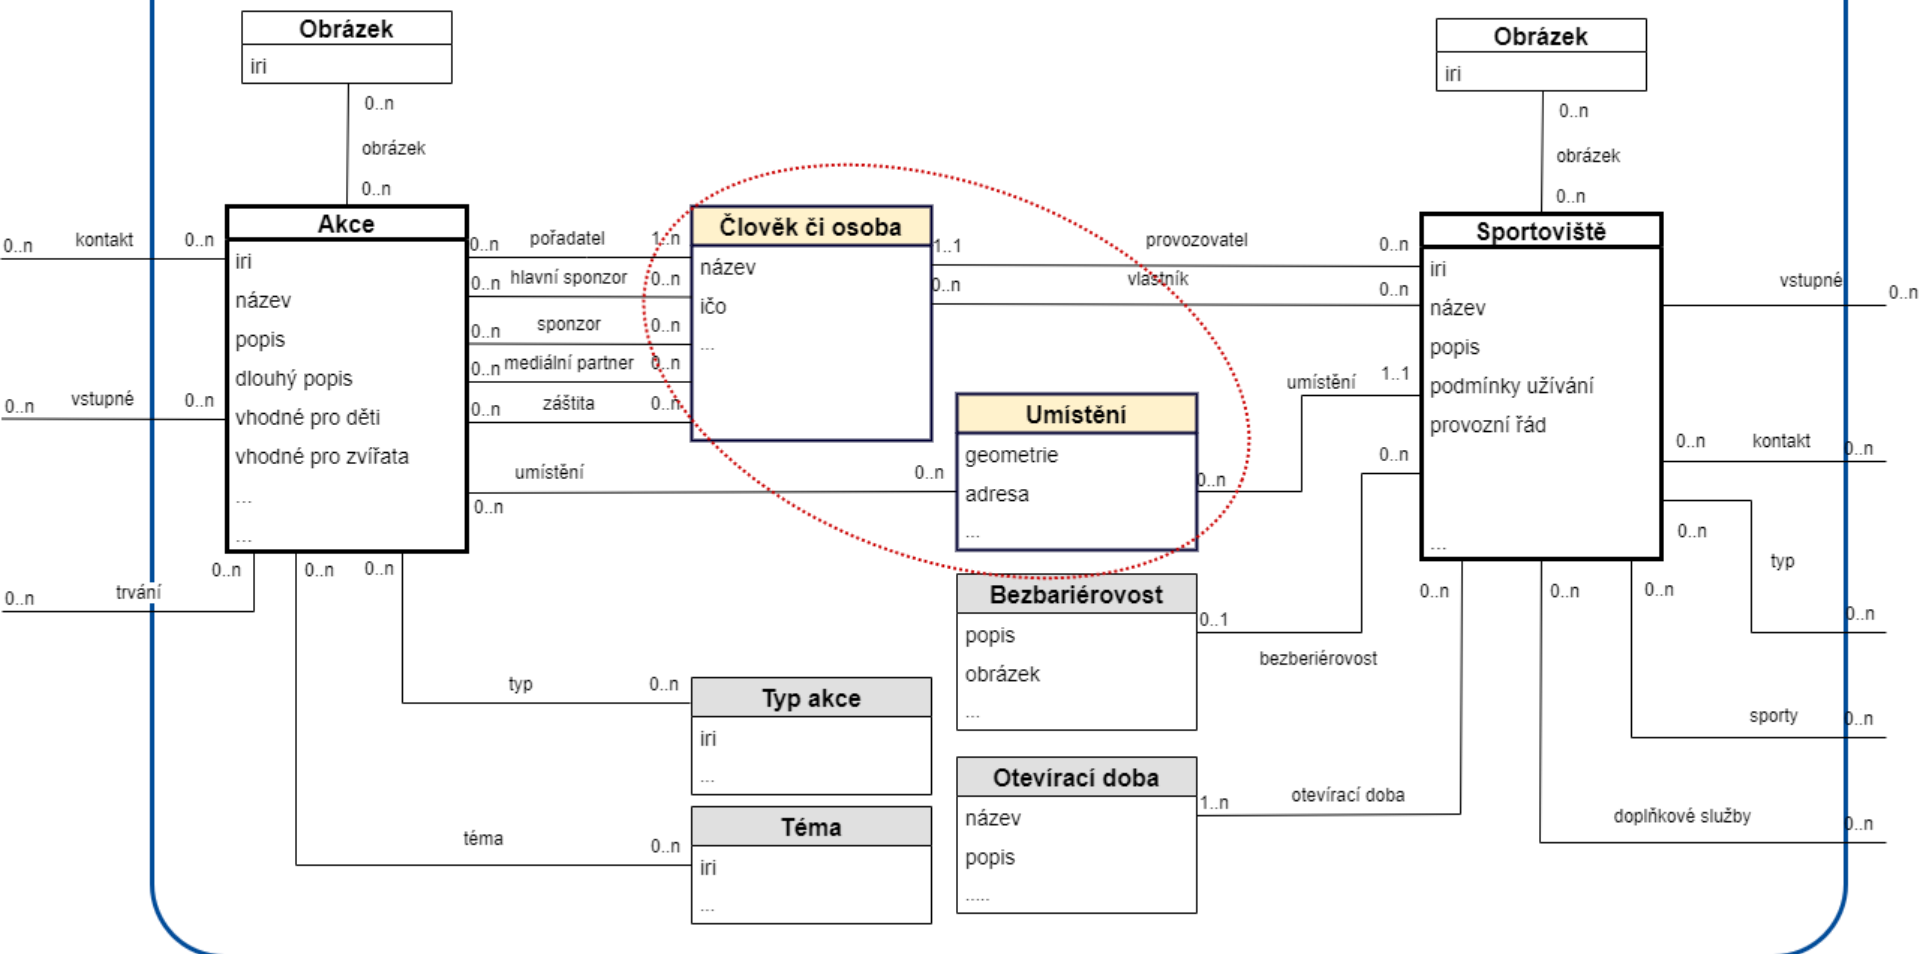 Obrázek
iri
0..n
obrázek
0..n
Obrázek
iri
0..n
obrázek
0..n
0..n
kontakt
0..n
0..n
vstupné
0..n
0..n
trvání
0..n
Akce
iri
název
popis
dlouhý popis
vhodné pro děti
vhodné pro zvířata
...
...
0..n
pořadatel
1..n
0..n
hlavní sponzor
0..n
0..n
sponzor
0..n
0..n
mediální partner
0..n
0..n
záštita
0..n
umístění
0..n
0..n
Člověk či osoba
název
ičo
...
1..1
provozovatel
0..n
0..n
vlastník
0..n
Umístění
geometrie
adresa
...
umístění
1..1
0..n
Sportoviště
iri
název
popis
podmínky užívání
provozní řád
...
vstupné
0..n
0..n
kontakt
0..n
0..n
typ
0..n
0..n
Bezbariérovost
popis
obrázek
...
0..1
bezberiérovost
0..n
0..n
typ
0..n
Typ akce
iri
...
0..n
téma
0..n
Téma
iri
...
Otevírací doba
název
popis
.....
1..n
otevírací doba
0..n
0..n
0..n
sporty
0..n
doplňkové služby
0..n